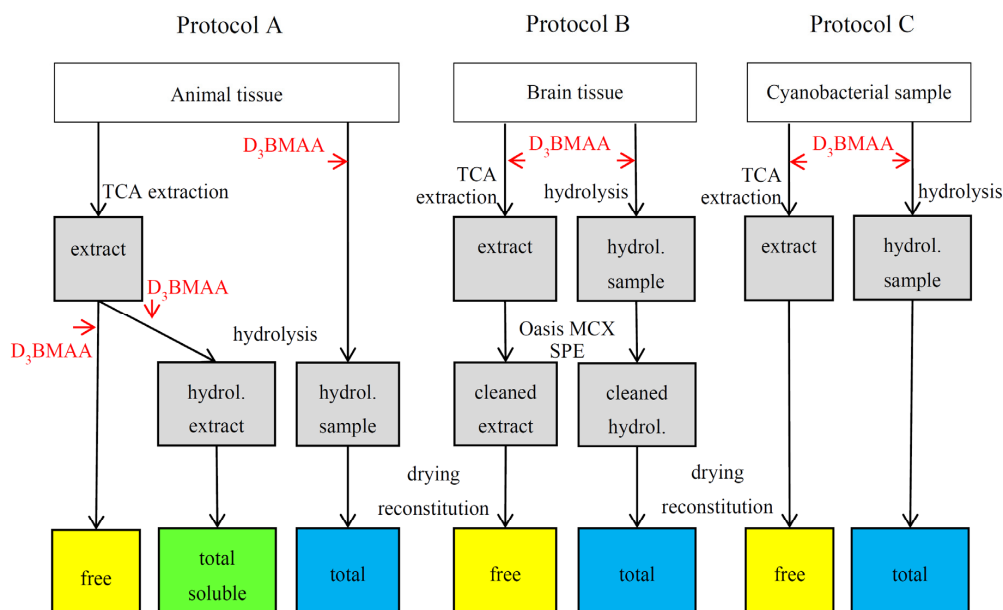 Protocol A
Protocol B
Protocol C
Animal tissue
Brain tissue
Cyanobacterial sample
D₃BMAA
D₃BMAA
D₃BMAA
TCA extraction
TCA
extraction
hydrolysis
TCA
extraction
hydrolysis
extract
extract
hydrol.
sample
extract
hydrol.
sample
D₃BMAA
D₃BMAA
hydrolysis
Oasis MCX
SPE
hydrol.
extract
hydrol.
sample
cleaned
extract
cleaned
hydrol.
drying
reconstitution
drying
reconstitution
free
total
soluble
total
free
total
free
total